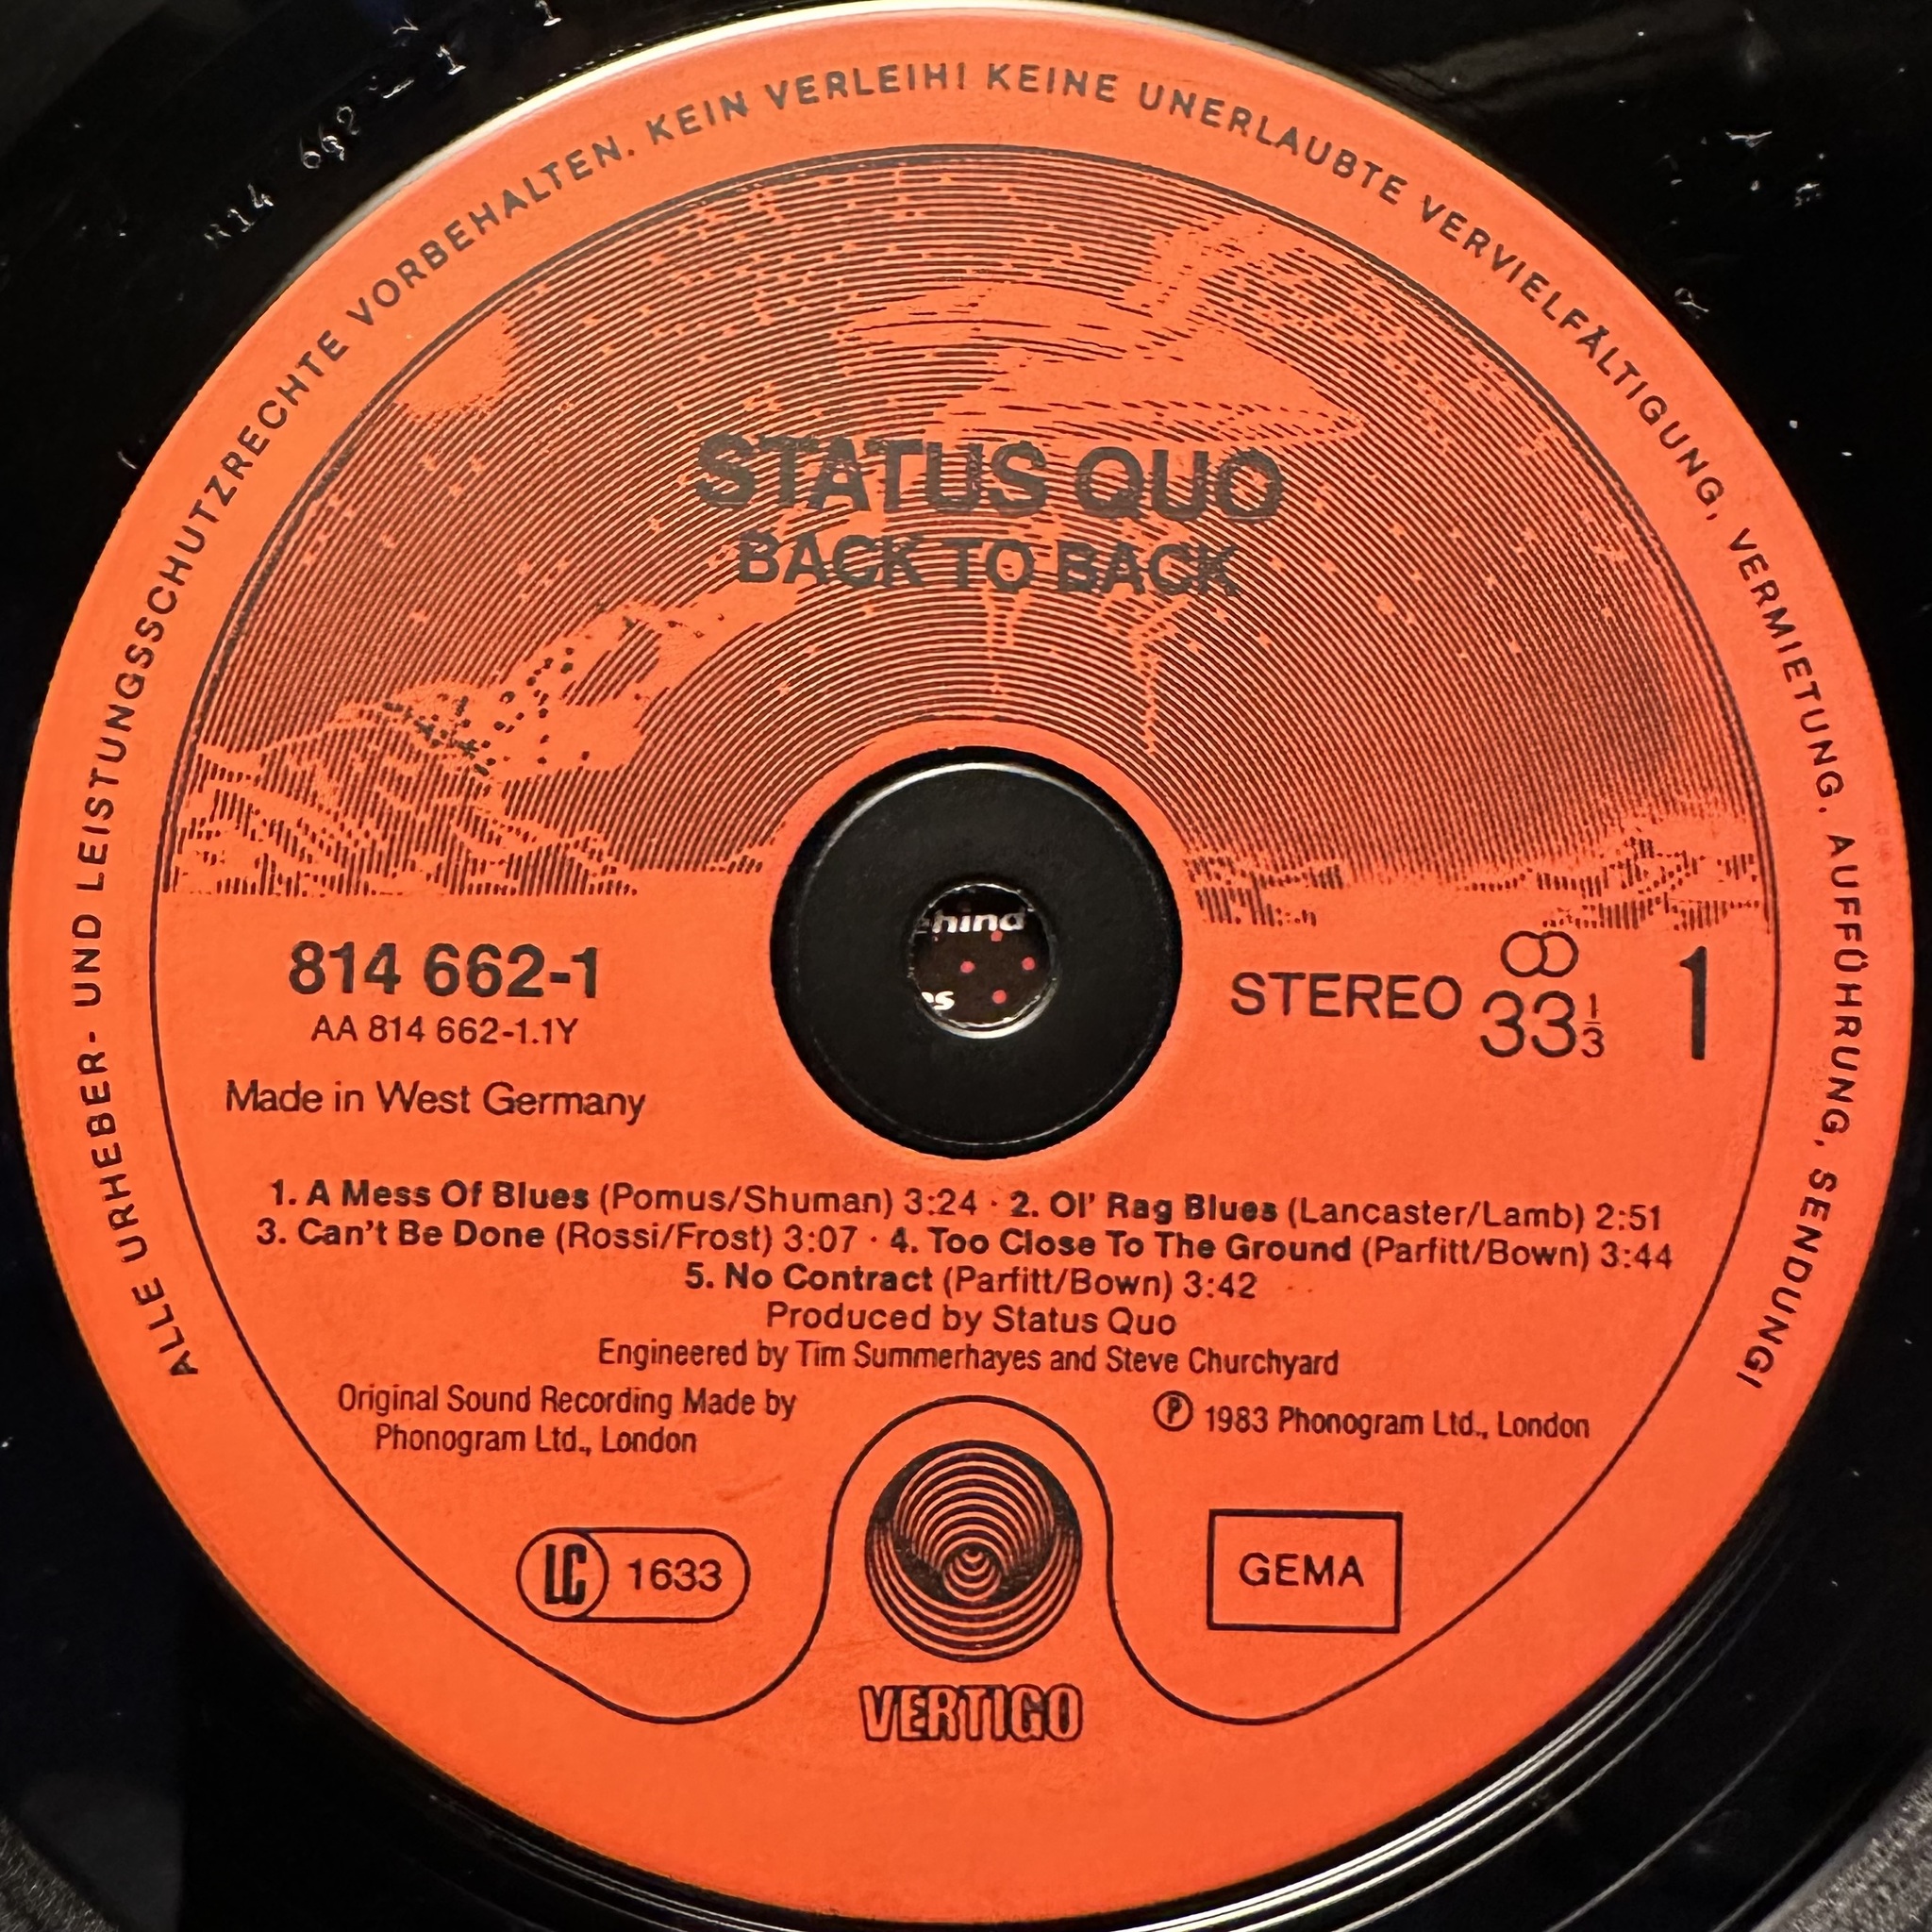 814 662-1 1
ALLE URHEBER- UND LEISTUNGSSCHUTZRECHTE VORBEHALTEN. KEIN VERLEIH! KEINE UNERLAUBTE VERVIELFÄLTIGUNG, VERMIETUNG, AUFFÜHRUNG, SENDUNG!
STATUS QUO
BACK TO BACK
814 662-1
AA 814 662-1.1Y
Made in West Germany
STEREO 33 1/3
1
1. A Mess Of Blues (Pomus/Shuman) 3:24 · 2. Ol' Rag Blues (Lancaster/Lamb) 2:51
3. Can't Be Done (Rossi/Frost) 3:07 · 4. Too Close To The Ground (Parfitt/Bown) 3:44
5. No Contract (Parfitt/Bown) 3:42
Produced by Status Quo
Engineered by Tim Summerhayes and Steve Churchyard
Original Sound Recording Made by
Phonogram Ltd., London
Ⓟ 1983 Phonogram Ltd., London
LC 1633
GEMA
VERTIGO